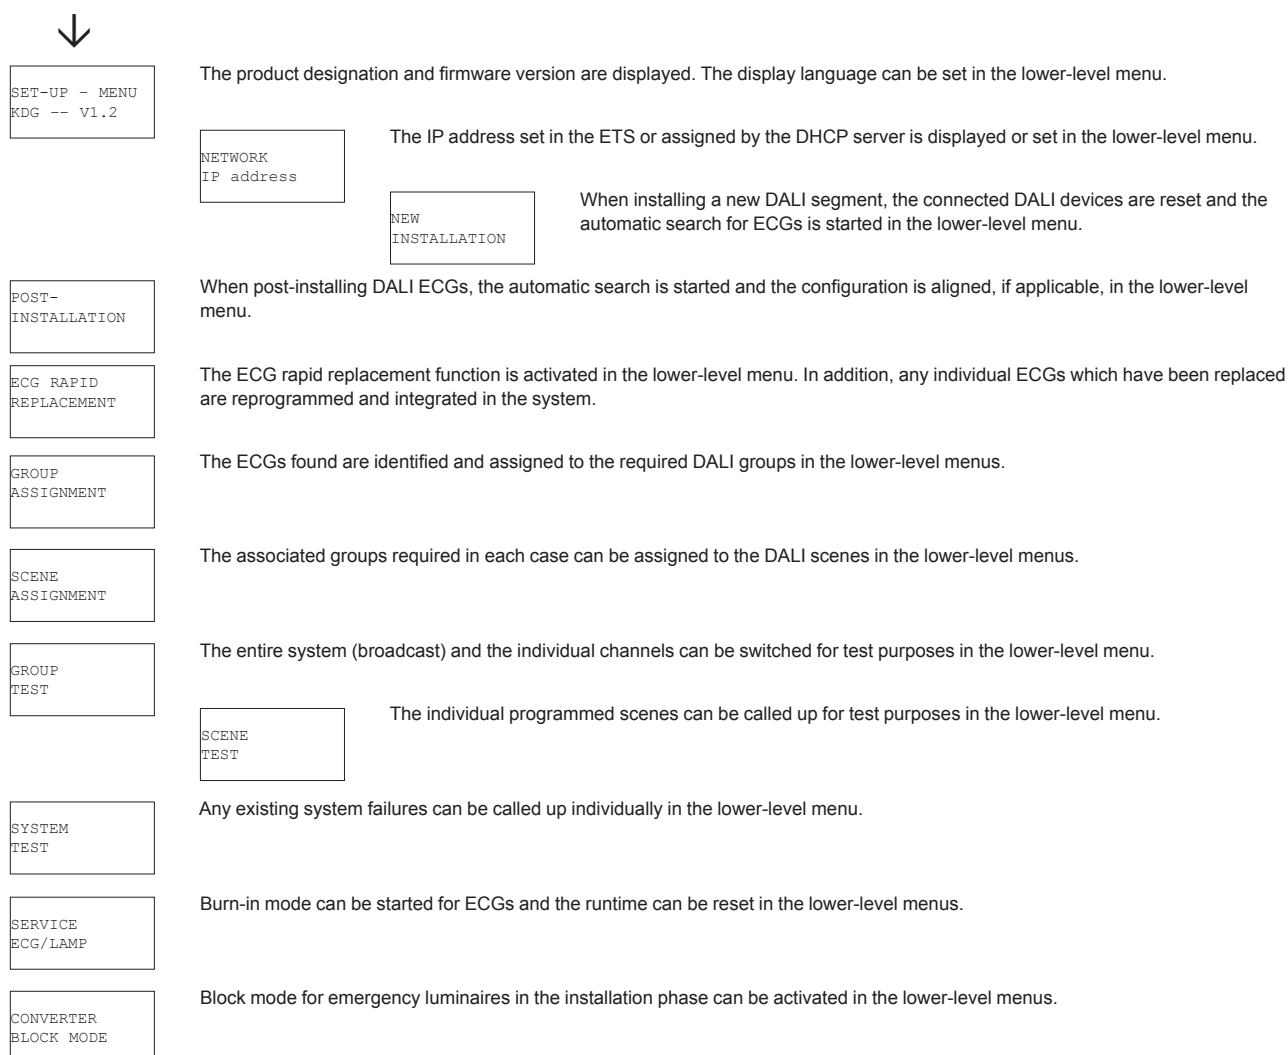 SET-UP – MENU
KDG -- V1.2
The product designation and firmware version are displayed. The display language can be set in the lower-level menu.
NETWORK
IP address
The IP address set in the ETS or assigned by the DHCP server is displayed or set in the lower-level menu.
NEW
INSTALLATION
When installing a new DALI segment, the connected DALI devices are reset and the
automatic search for ECGs is started in the lower-level menu.
POST-
INSTALLATION
When post-installing DALI ECGs, the automatic search is started and the configuration is aligned, if applicable, in the lower-level
menu.
ECG RAPID
REPLACEMENT
The ECG rapid replacement function is activated in the lower-level menu. In addition, any individual ECGs which have been replaced
are reprogrammed and integrated in the system.
GROUP
ASSIGNMENT
The ECGs found are identified and assigned to the required DALI groups in the lower-level menus.
SCENE
ASSIGNMENT
The associated groups required in each case can be assigned to the DALI scenes in the lower-level menus.
GROUP
TEST
The entire system (broadcast) and the individual channels can be switched for test purposes in the lower-level menu.
SCENE
TEST
The individual programmed scenes can be called up for test purposes in the lower-level menu.
SYSTEM
TEST
Any existing system failures can be called up individually in the lower-level menu.
SERVICE
ECG/LAMP
Burn-in mode can be started for ECGs and the runtime can be reset in the lower-level menus.
CONVERTER
BLOCK MODE
Block mode for emergency luminaires in the installation phase can be activated in the lower-level menus.